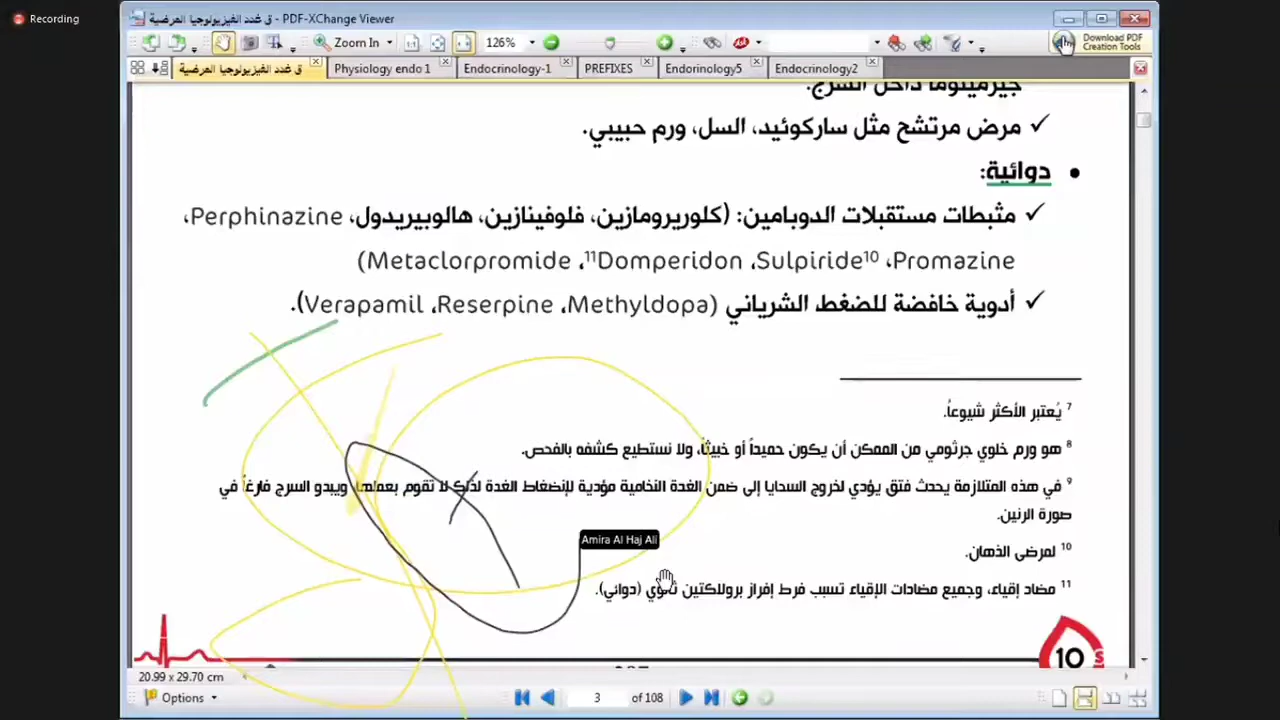 Recording
ق غدد الفيزيولوجيا المرضية - PDF-XChange Viewer
Zoom In
126%
Download PDF Creation Tools
ق غدد الفيزيولوجيا المرضية
Physiology endo 1
Endocrinology-1
PREFIXES
Endorinology5
Endocrinology2
جيرمينوما داخل السرج.
✓ مرض مرتشح مثل ساركوئيد، السل، ورم حبيبي.
• دوائية:
✓ مثبطات مستقبلات الدوبامين: (كلوريرومازين، فلوفينازين، هالوبيريدول، Perphinazine،
Promazine، Sulpiride¹⁰، Domperidon¹¹، Metaclorpromide)
✓ أدوية خافضة للضغط الشرياني (Methyldopa، Reserpine، Verapamil).
⁷ يُعتبر الأكثر شيوعاً.
⁸ هو ورم خلوي جرثومي من الممكن أن يكون حميداً أو خبيثاً، ولا نستطيع كشفه بالفحص.
⁹ في هذه المتلازمة يحدث فتق يؤدي لخروج السحايا إلى ضمن الغدة النخامية مؤدية لإنضغاط الغدة لذلك لا تقوم بعملها، ويبدو السرج فارغاً في
صورة الرنين.
Amira Al Haj Ali
¹⁰ لمرضى الذهان.
¹¹ مضاد إقياء، وجميع مضادات الإقياء تسبب فرط إفراز برولاكتين ثانوي (دوائي).
10
20.99 x 29.70 cm
Options
3 of 108